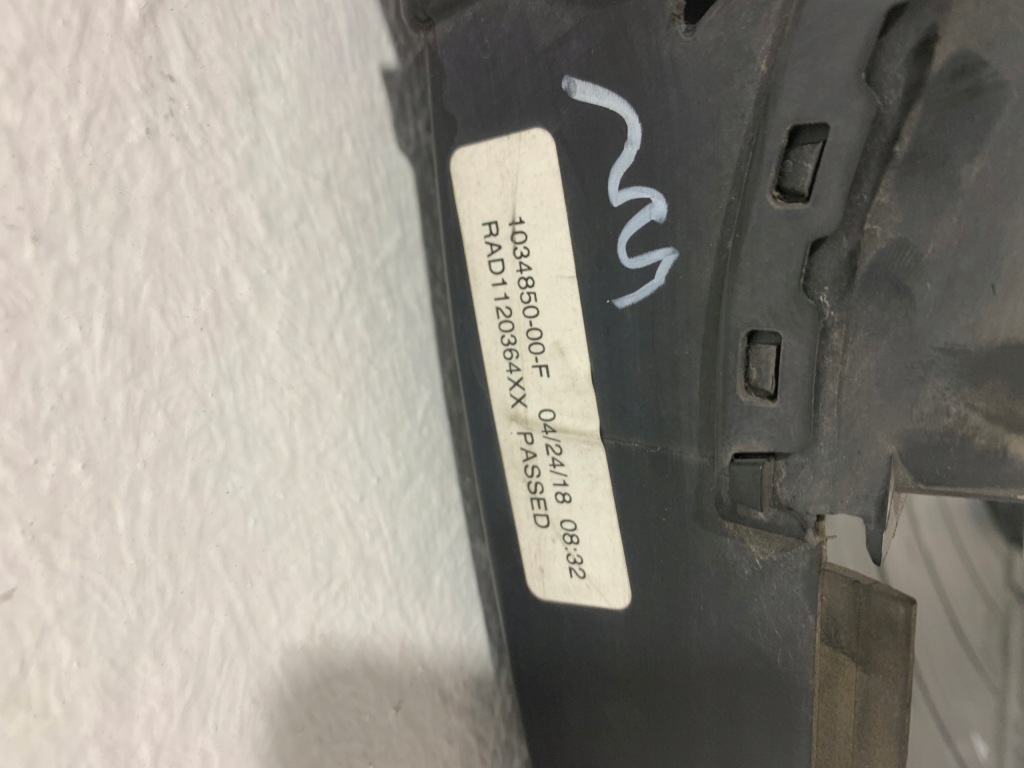 1034850-00-F 04/24/18 08:32
RAD1120364XX PASSED